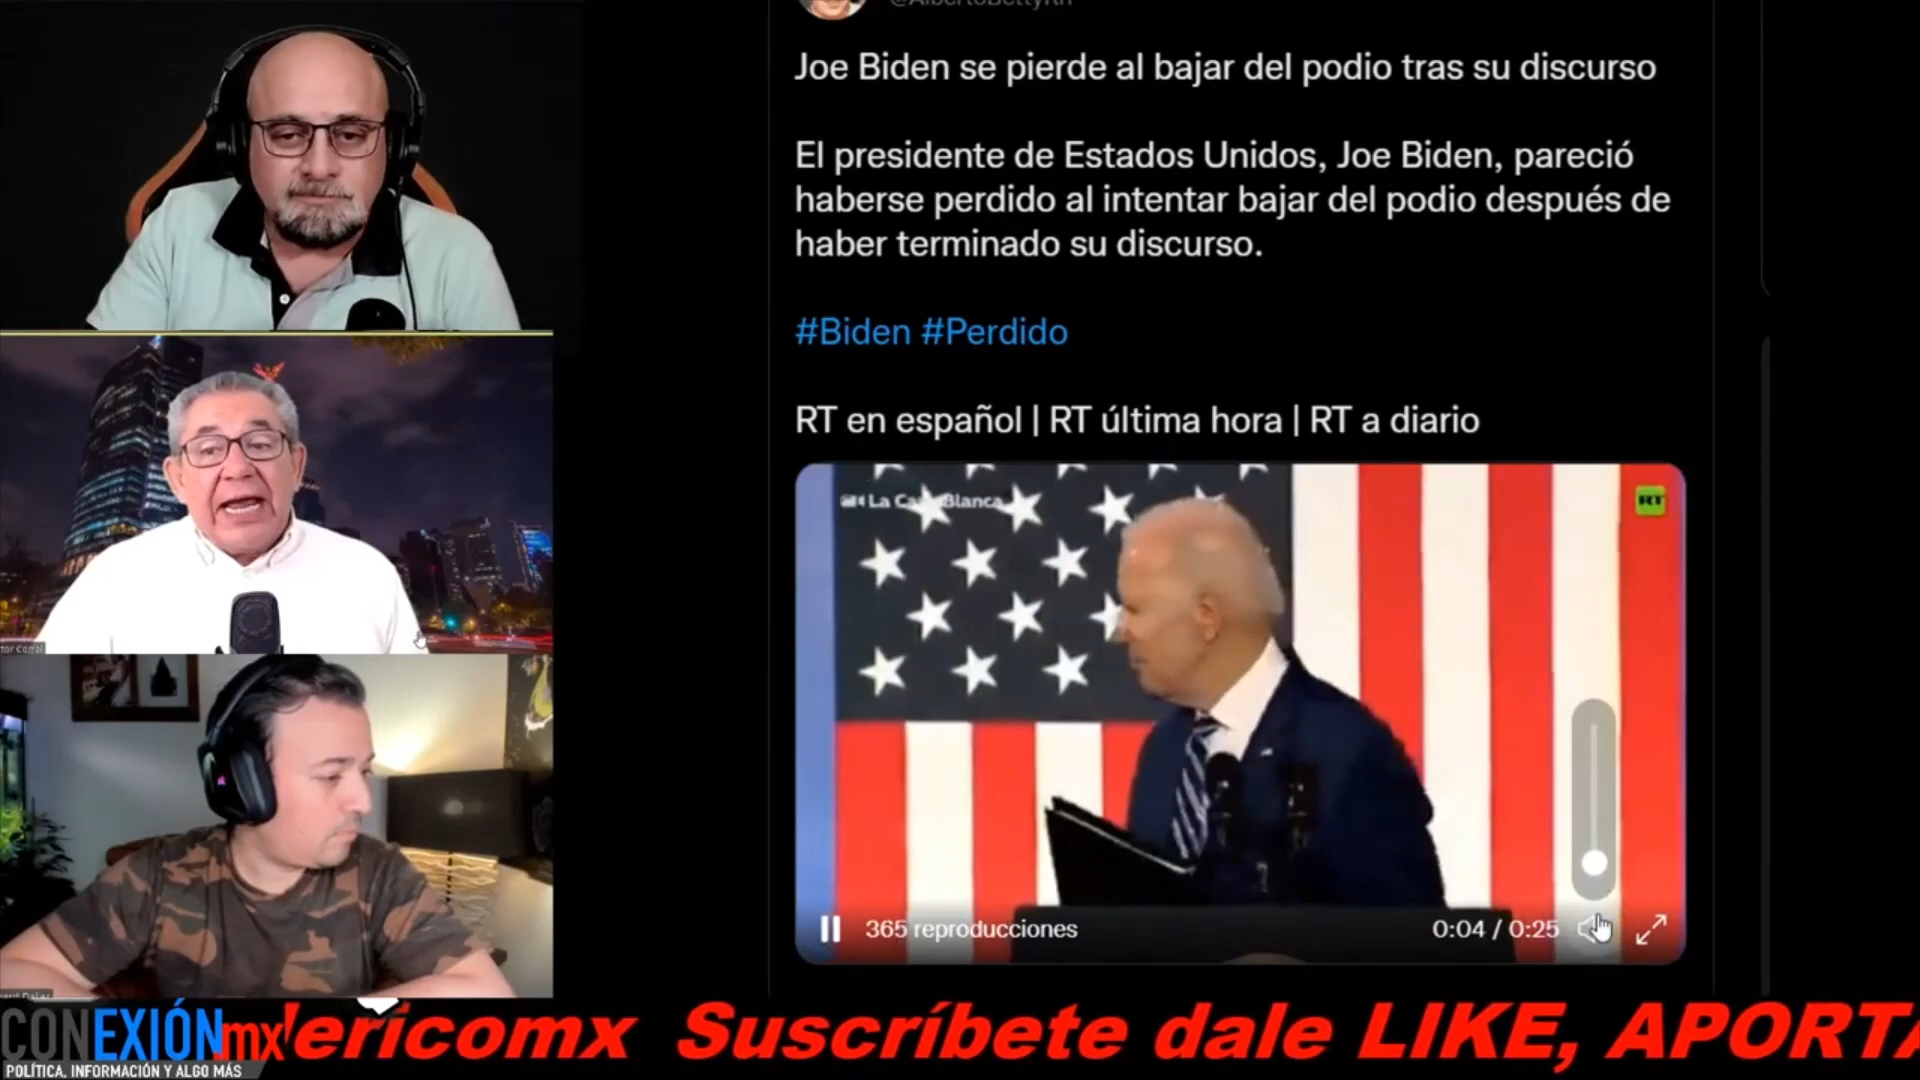 Joe Biden se pierde al bajar del podio tras su discurso
El presidente de Estados Unidos, Joe Biden, pareció
haberse perdido al intentar bajar del podio después de
haber terminado su discurso.
#Biden #Perdido
RT en español | RT última hora | RT a diario
La Casa Blanca
RT
365 reproducciones
0:04 / 0:25
CONEXIÓNmx
POLÍTICA, INFORMACIÓN Y ALGO MÁS
ericomx Suscríbete dale LIKE, APORTA